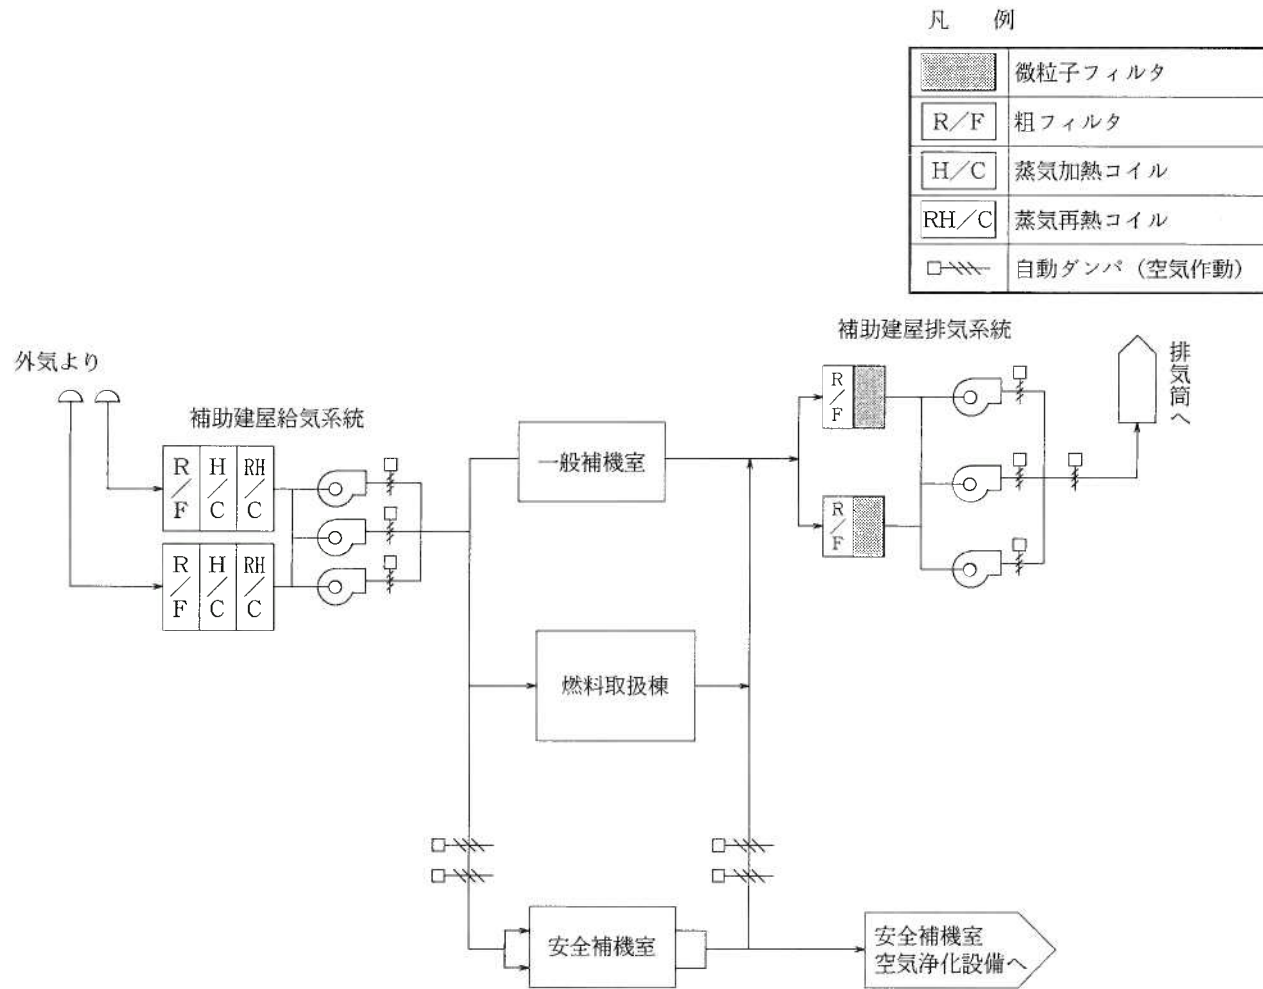 凡　例
微粒子フィルタ
R／F 粗フィルタ
H／C 蒸気加熱コイル
RH／C 蒸気再熱コイル
自動ダンパ（空気作動）
補助建屋排気系統
外気より
排気筒へ
補助建屋給気系統
R／F
R／F H／C RH／C
一般補機室
R／F
R／F H／C RH／C
燃料取扱棟
安全補機室
安全補機室
空気浄化設備へ